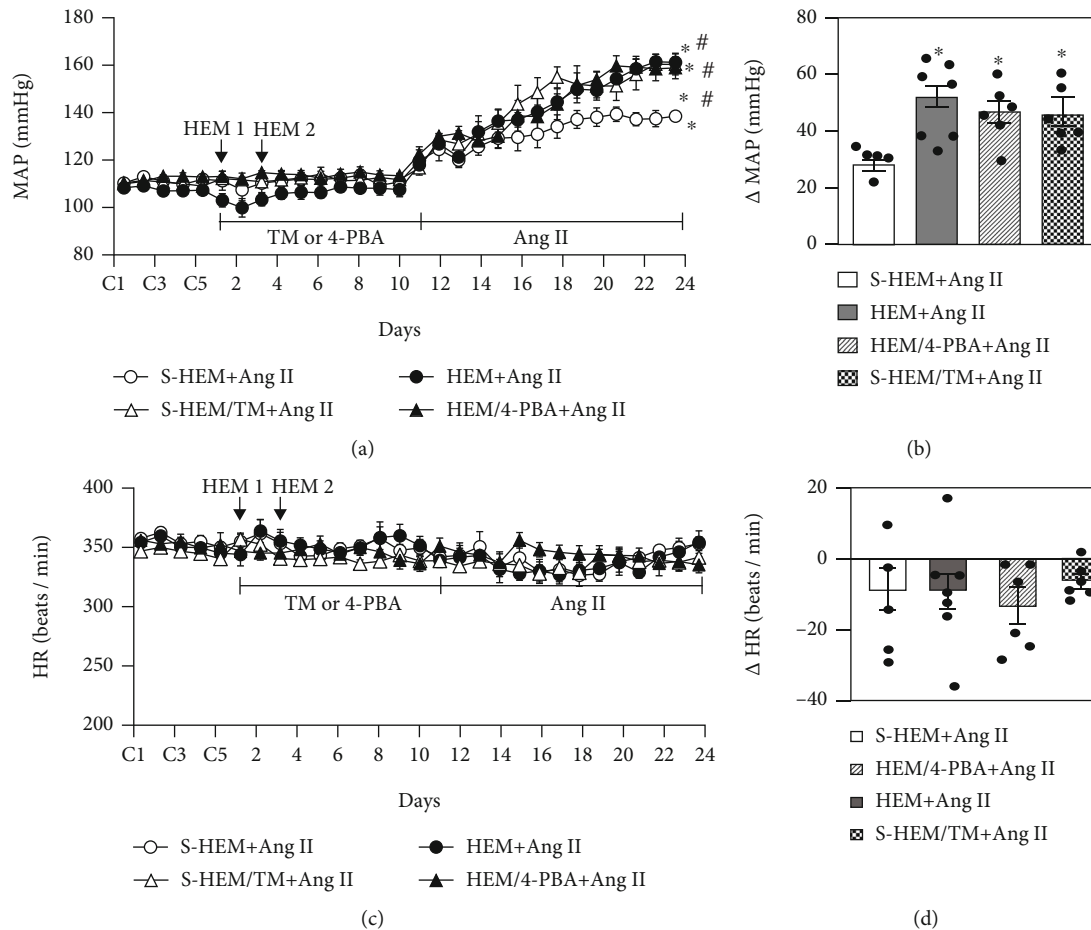 160
140
120
100
80
MAP (mmHg)
HEM 1
HEM 2
* #
* #
* #
*
TM or 4-PBA
Ang II
C1 C3 C5 2 4 6 8 10 12 14 16 18 20 22 24
Days
S-HEM+Ang II
HEM+Ang II
S-HEM/TM+Ang II
HEM/4-PBA+Ang II
(a)
80
60
40
20
0
Δ MAP (mmHg)
* * *
S-HEM+Ang II
HEM+Ang II
HEM/4-PBA+Ang II
S-HEM/TM+Ang II
(b)
400
350
300
250
200
HR (beats / min)
HEM 1
HEM 2
TM or 4-PBA
Ang II
C1 C3 C5 2 4 6 8 10 12 14 16 18 20 22 24
Days
S-HEM+Ang II
HEM+Ang II
S-HEM/TM+Ang II
HEM/4-PBA+Ang II
(c)
20
0
−20
−40
Δ HR (beats / min)
S-HEM+Ang II
HEM/4-PBA+Ang II
HEM+Ang II
S-HEM/TM+Ang II
(d)
180